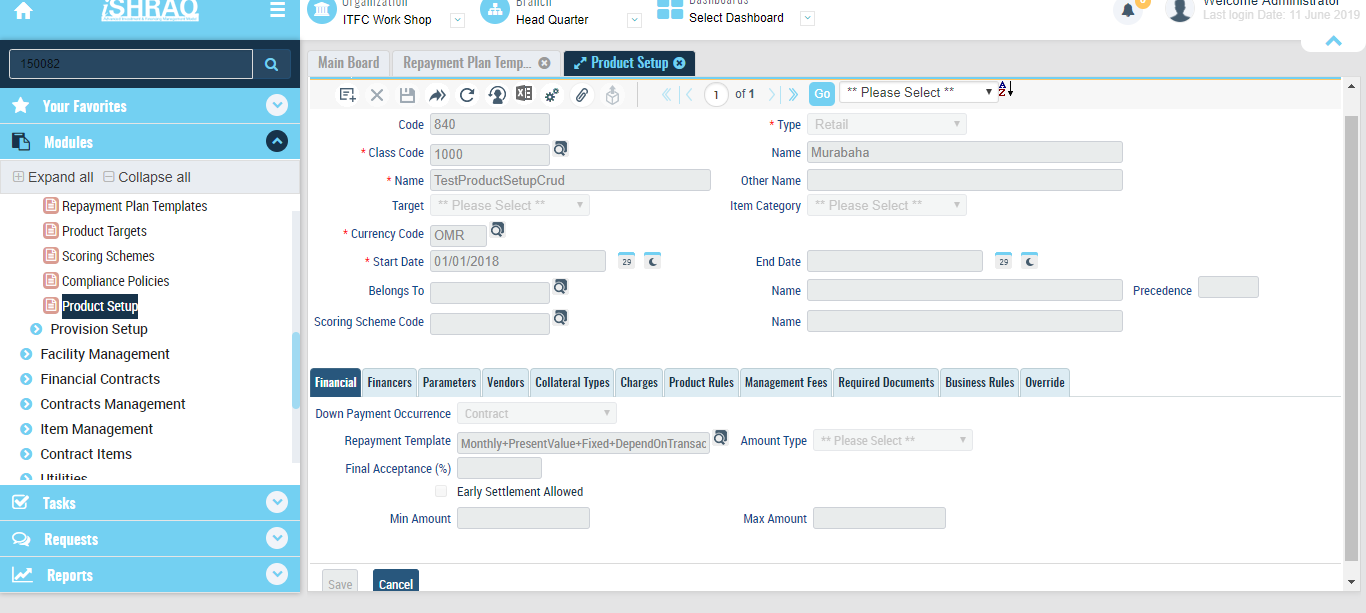 iSHRAQ
Organization
ITFC Work Shop
Branch
Head Quarter
Dashboards
Select Dashboard
0
Welcome Administrator
Last login Date: 11 June 2019
150082
Your Favorites
Modules
Expand all Collapse all
Repayment Plan Templates
Product Targets
Scoring Schemes
Compliance Policies
Product Setup
Provision Setup
Facility Management
Financial Contracts
Contracts Management
Item Management
Contract Items
Utilities
Tasks
Requests
Reports
Main Board Repayment Plan Temp... Product Setup
1 of 1 Go ** Please Select ** A Z
Code 840 * Type Retail
* Class Code 1000 Name Murabaha
* Name TestProductSetupCrud Other Name
Target ** Please Select ** Item Category ** Please Select **
* Currency Code OMR
* Start Date 01/01/2018 29 End Date 29
Belongs To Name Precedence
Scoring Scheme Code Name
Financial Financers Parameters Vendors Collateral Types Charges Product Rules Management Fees Required Documents Business Rules Override
Down Payment Occurrence Contract
Repayment Template Monthly+PresentValue+Fixed+DependOnTransac Amount Type ** Please Select **
Final Acceptance (%)
Early Settlement Allowed
Min Amount Max Amount
Save Cancel